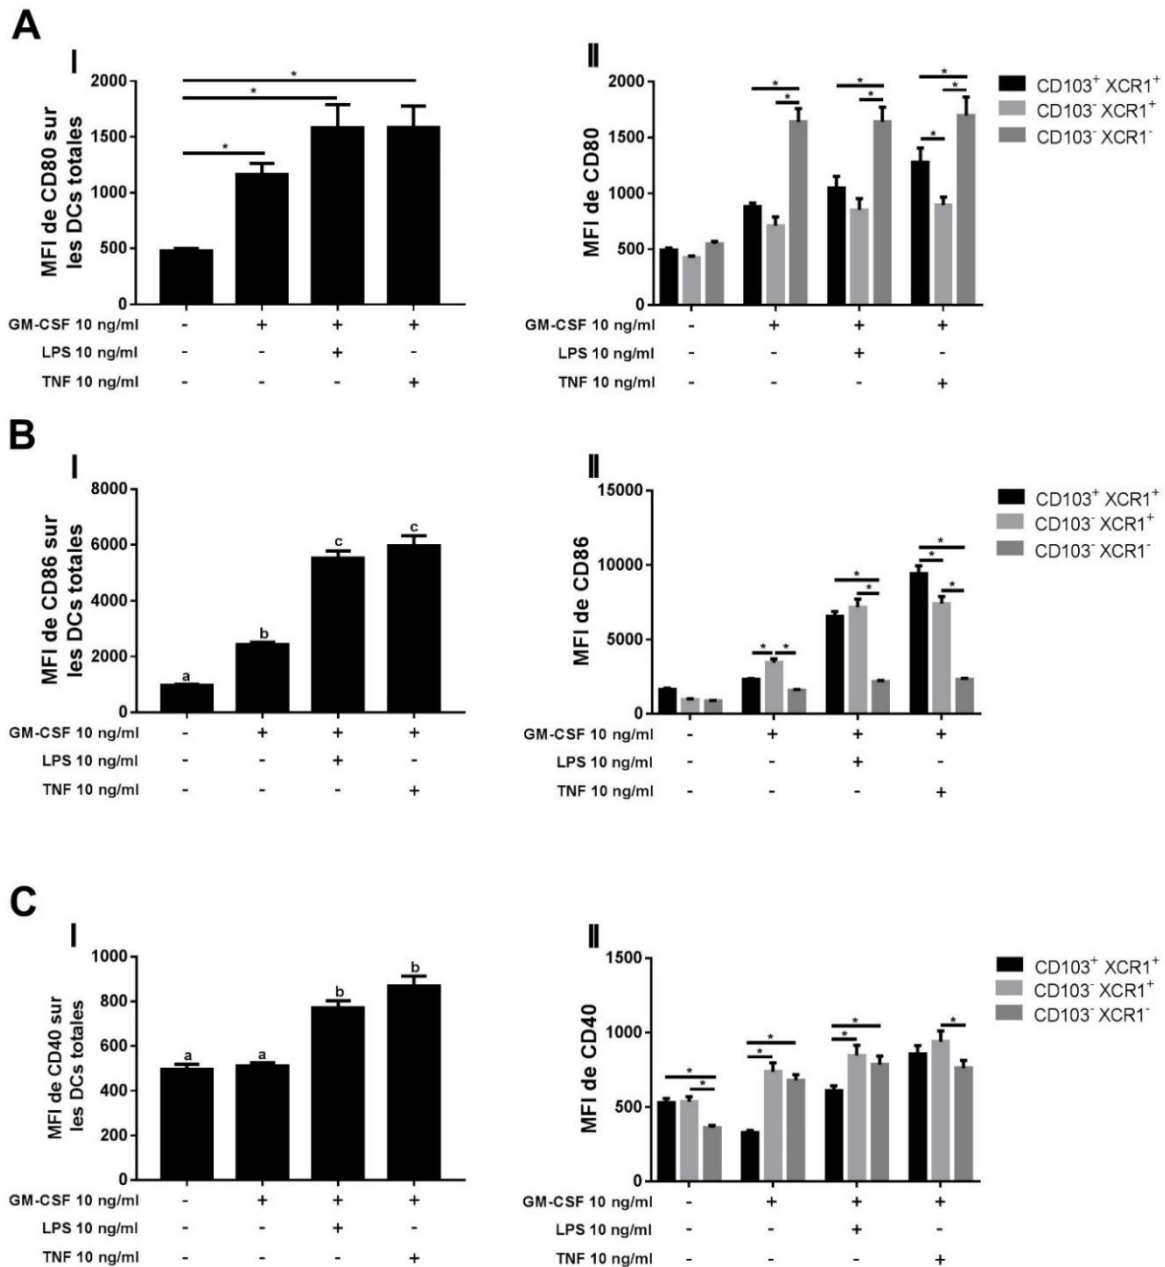 A
I
MFI de CD80 sur
les DCs totales
2000
1500
1000
500
0
*
*
*
GM-CSF 10 ng/ml - + + +
LPS 10 ng/ml - - + -
TNF 10 ng/ml - - - +
II
MFI de CD80
2000
1500
1000
500
0
* * *
* * *
*
CD103⁺ XCR1⁺
CD103⁻ XCR1⁺
CD103⁻ XCR1⁻
GM-CSF 10 ng/ml - + + +
LPS 10 ng/ml - - + -
TNF 10 ng/ml - - - +
B
I
MFI de CD86 sur
les DCs totales
8000
6000
4000
2000
0
a b c c
GM-CSF 10 ng/ml - + + +
LPS 10 ng/ml - - + -
TNF 10 ng/ml - - - +
II
MFI de CD86
15000
10000
5000
0
* * * * * * *
CD103⁺ XCR1⁺
CD103⁻ XCR1⁺
CD103⁻ XCR1⁻
GM-CSF 10 ng/ml - + + +
LPS 10 ng/ml - - + -
TNF 10 ng/ml - - - +
C
I
MFI de CD40 sur
les DCs totales
1000
800
600
400
200
0
a a b b
GM-CSF 10 ng/ml - + + +
LPS 10 ng/ml - - + -
TNF 10 ng/ml - - - +
II
MFI de CD40
1500
1000
500
0
* * * * * * *
CD103⁺ XCR1⁺
CD103⁻ XCR1⁺
CD103⁻ XCR1⁻
GM-CSF 10 ng/ml - + + +
LPS 10 ng/ml - - + -
TNF 10 ng/ml - - - +